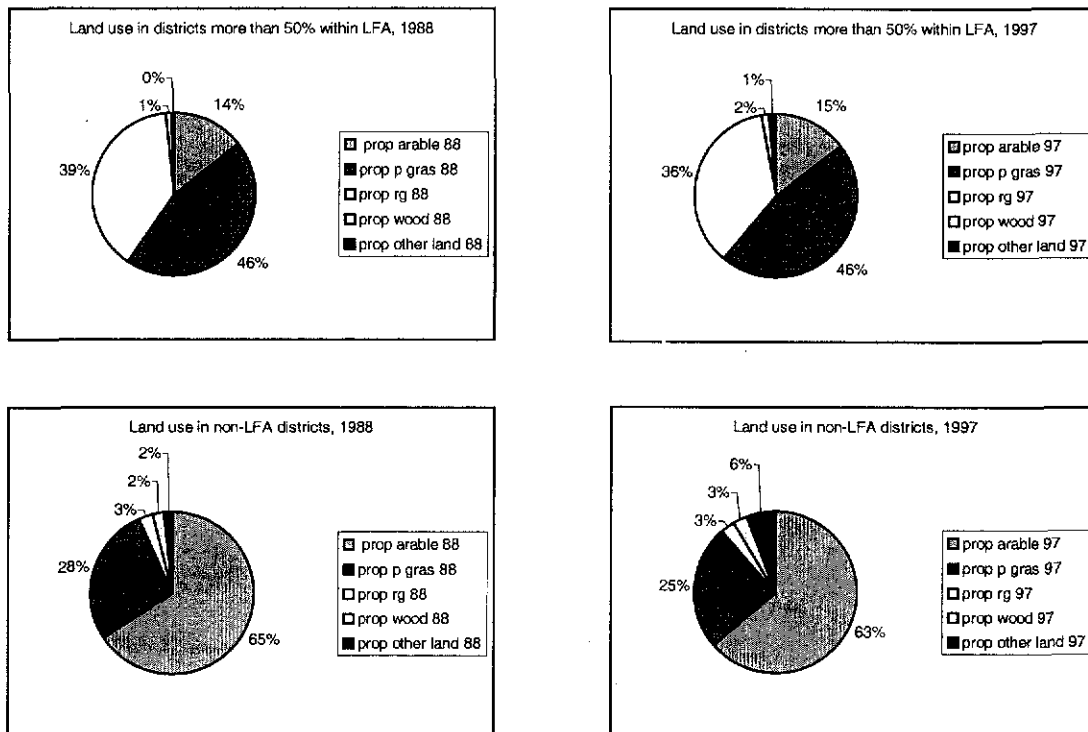 Land use in districts more than 50% within LFA, 1988
0%
1%
14%
39%
46%
prop arable 88
prop p gras 88
prop rg 88
prop wood 88
prop other land 88
Land use in districts more than 50% within LFA, 1997
1%
2%
15%
36%
46%
prop arable 97
prop p gras 97
prop rg 97
prop wood 97
prop other land 97
Land use in non-LFA districts, 1988
2%
2%
3%
28%
65%
prop arable 88
prop p gras 88
prop rg 88
prop wood 88
prop other land 88
Land use in non-LFA districts, 1997
6%
3%
3%
25%
63%
prop arable 97
prop p gras 97
prop rg 97
prop wood 97
prop other land 97